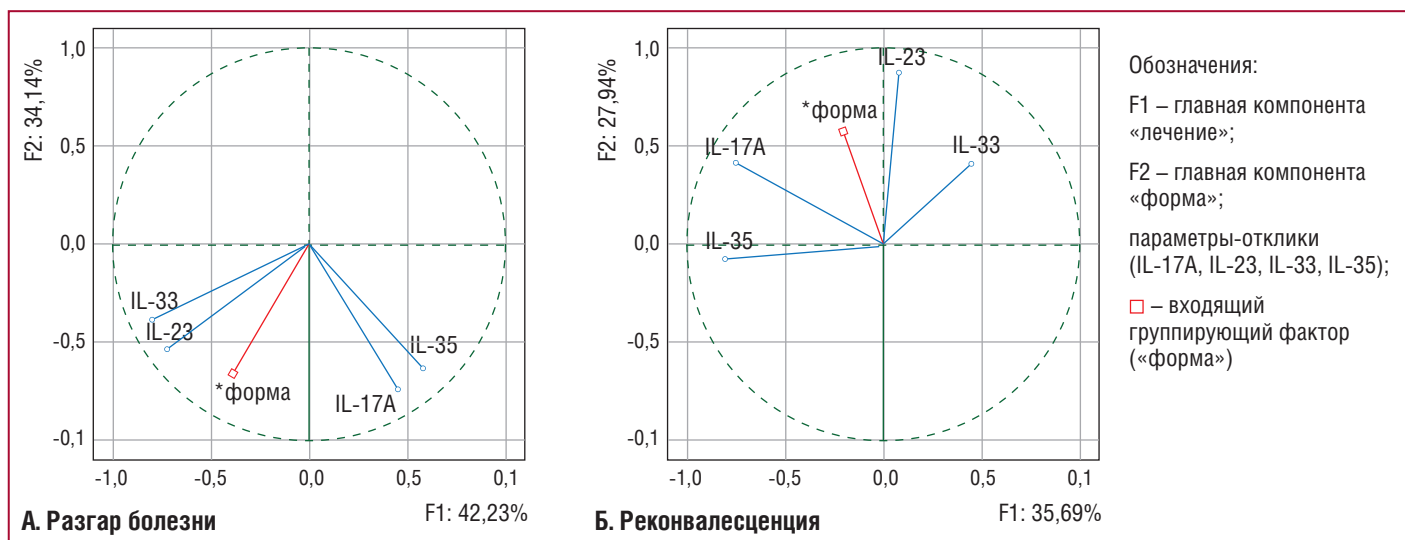 1,0
0,5
0,0
-0,5
-0,1
F2: 34,14%
IL-33
IL-23
*форма
IL-35
IL-17A
-1,0 -0,5 0,0 0,5 0,1
А. Разгар болезни
F1: 42,23%
1,0
0,5
0,0
-0,5
-0,1
F2: 27,94%
IL-23
*форма
IL-17A
IL-33
IL-35
-1,0 -0,5 0,0 0,5 0,1
Б. Реконвалесценция
F1: 35,69%
Обозначения:
F1 – главная компонента
«лечение»;
F2 – главная компонента
«форма»;
параметры-отклики
(IL-17A, IL-23, IL-33, IL-35);
– входящий
группирующий фактор
(«форма»)